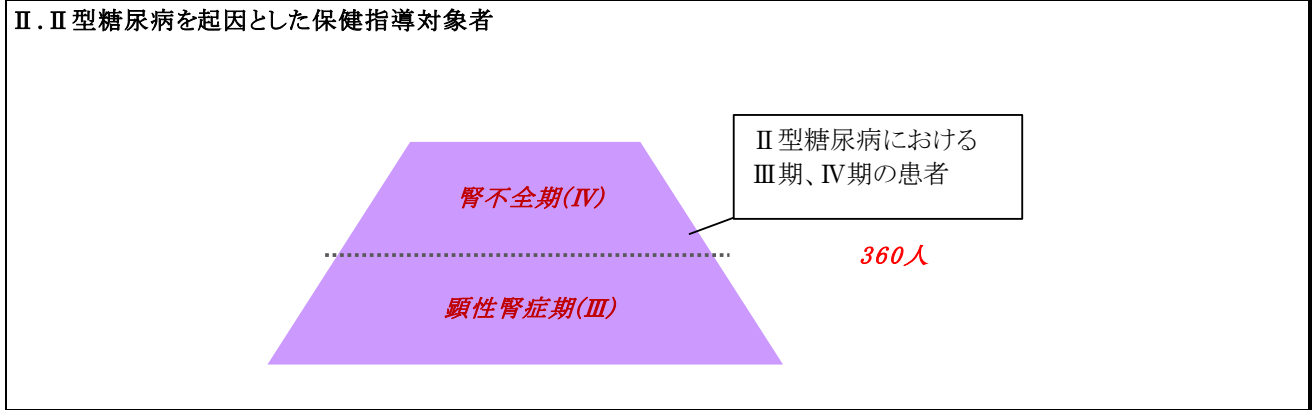 Ⅱ．Ⅱ型糖尿病を起因とした保健指導対象者
Ⅱ型糖尿病における
Ⅲ期、Ⅳ期の患者
腎不全期(Ⅳ)
360人
顕性腎症期(Ⅲ)